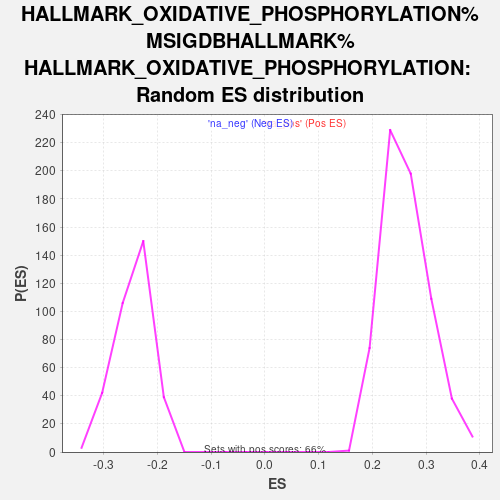 HALLMARK_OXIDATIVE_PHOSPHORYLATION%
MSIGDBHALLMARK%
HALLMARK_OXIDATIVE_PHOSPHORYLATION:
Random ES distribution
'na_neg' (Neg ES) s' (Pos ES)
240
220
200
180
160
140
120
100
80
60
40
20
0
P(ES)
Sets with pos scores: 66%
-0.3 -0.2 -0.1 0.0 0.1 0.2 0.3 0.4
ES